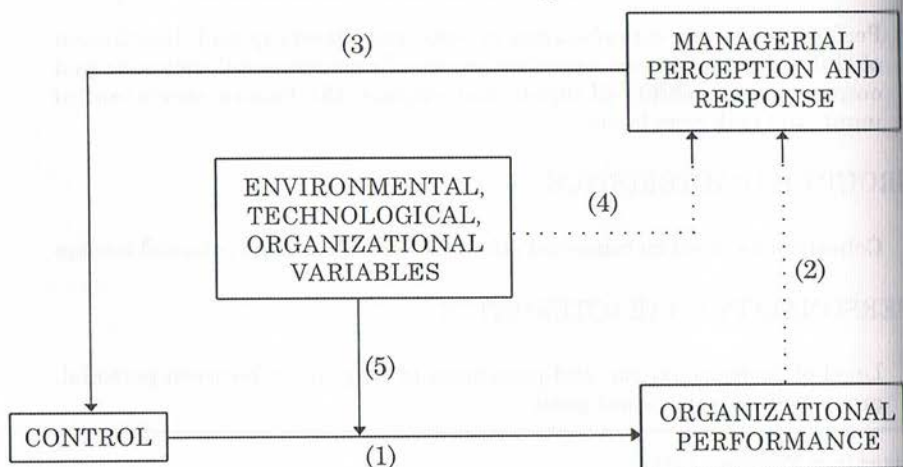 (3)
MANAGERIAL
PERCEPTION AND
RESPONSE
ENVIRONMENTAL,
TECHNOLOGICAL,
ORGANIZATIONAL
VARIABLES
(4)
(2)
(5)
CONTROL
(1)
ORGANIZATIONAL
PERFORMANCE